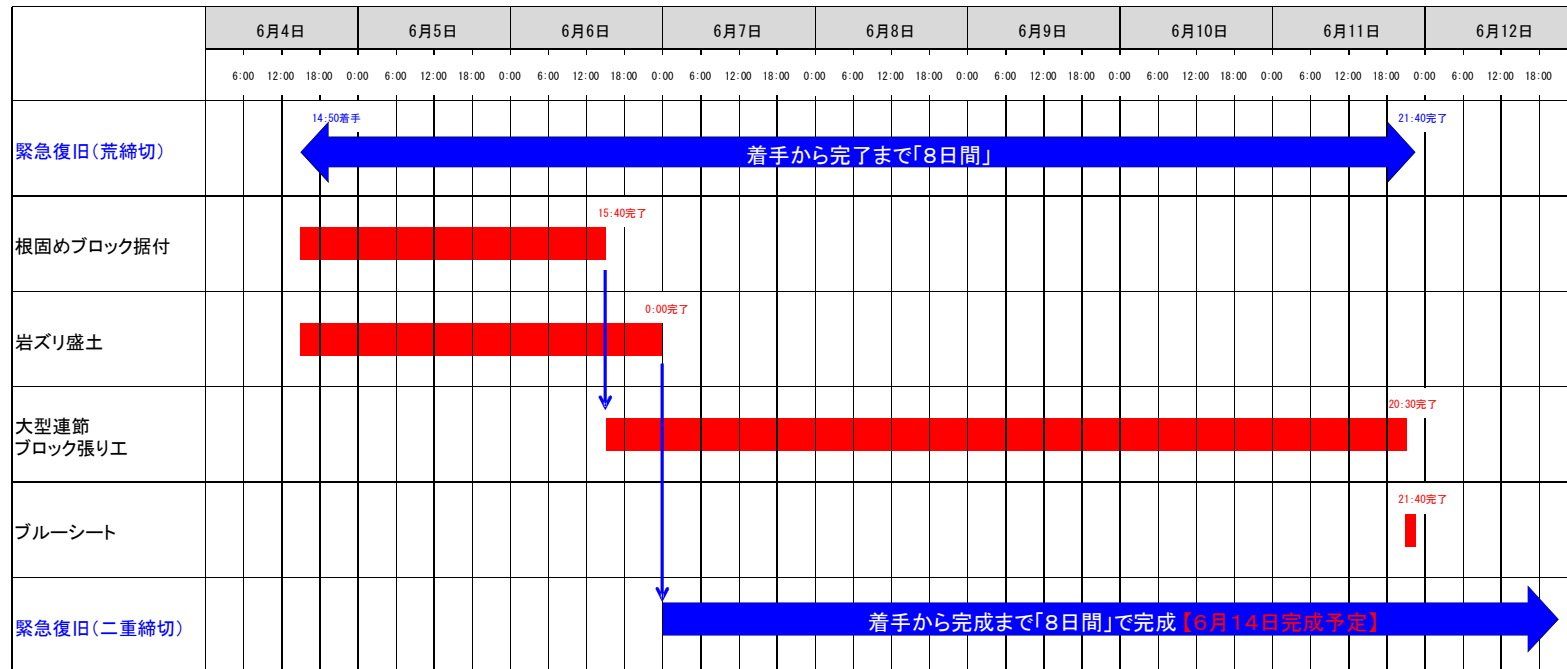 6月4日 6月5日 6月6日 6月7日 6月8日 6月9日 6月10日 6月11日 6月12日
6:00 12:00 18:00 0:00 6:00 12:00 18:00 0:00 6:00 12:00 18:00 0:00 6:00 12:00 18:00 0:00 6:00 12:00 18:00 0:00 6:00 12:00 18:00 0:00 6:00 12:00 18:00 0:00 6:00 12:00 18:00 0:00 6:00 12:00 18:00
14:50着手 21:40完了
緊急復旧(荒締切) 着手から完了まで「8日間」
15:40完了
根固めブロック据付
0:00完了
岩ズリ盛土
20:30完了
大型連節
ブロック張り工
21:40完了
ブルーシート
緊急復旧(二重締切) 着手から完成まで「8日間」で完成【6月14日完成予定】